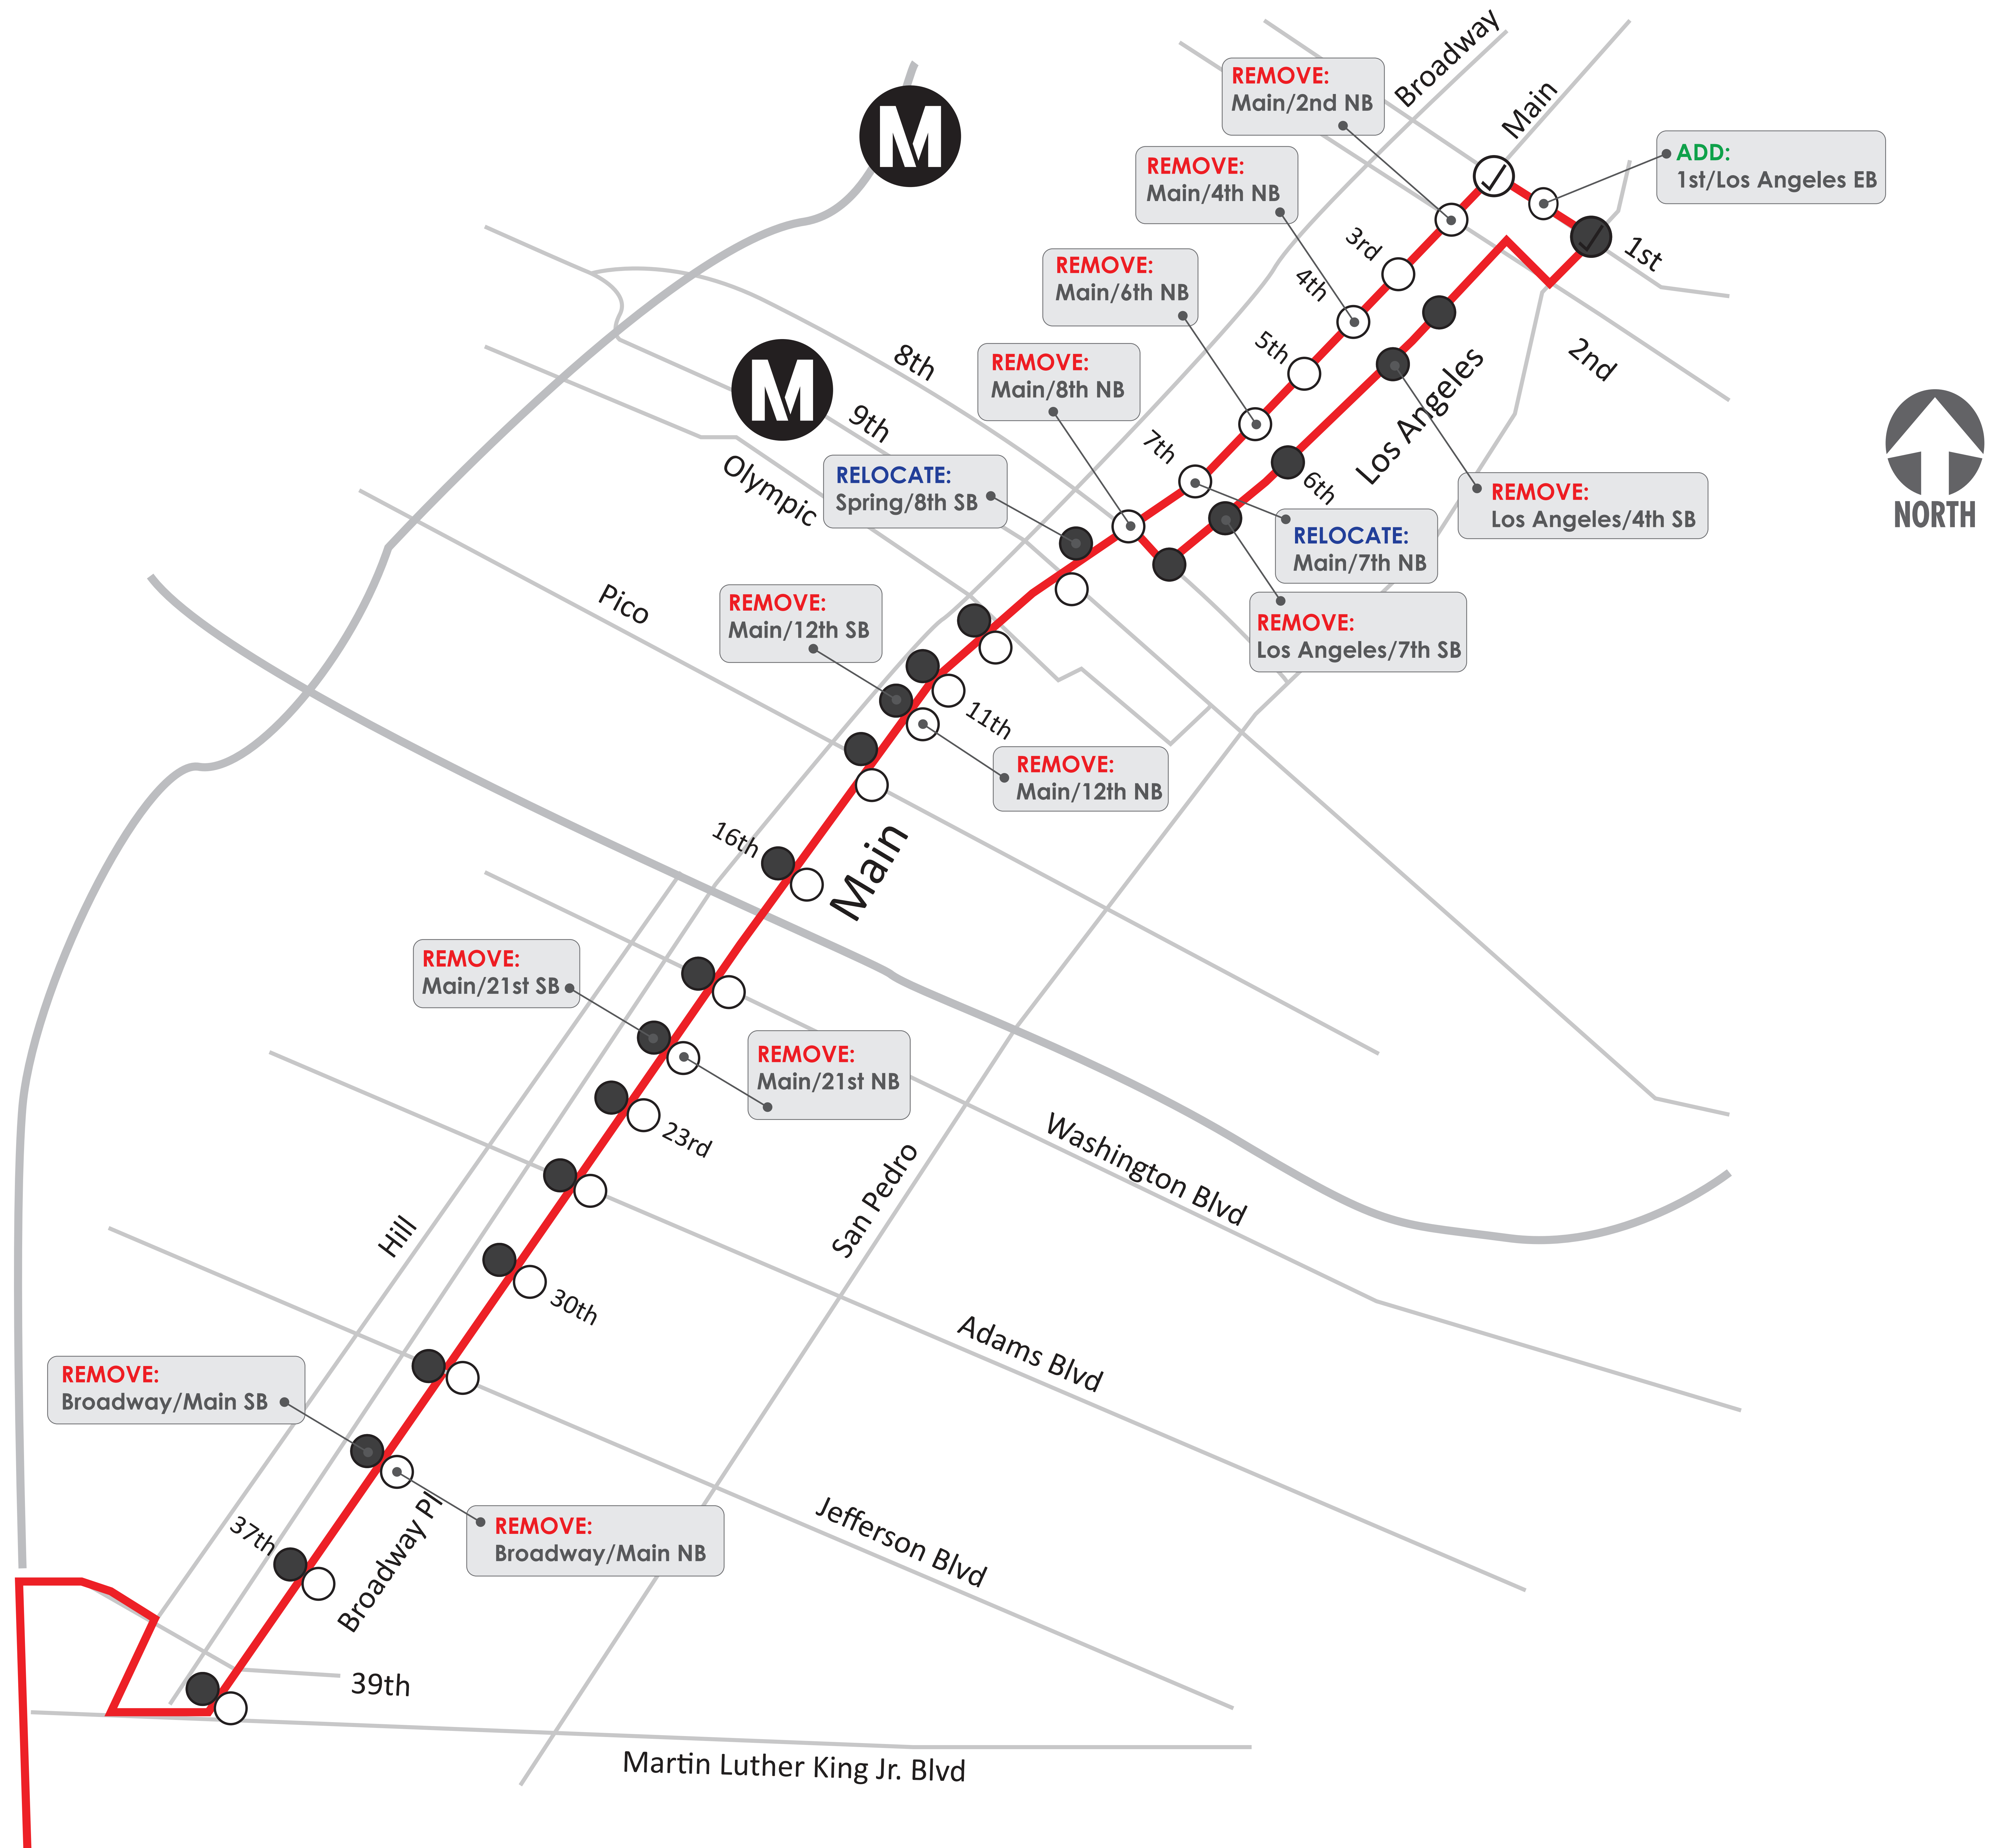 Broadway
REMOVE:
Main/2nd NB
Main
ADD:
1st/Los Angeles EB
M
REMOVE:
Main/4th NB
3rd
1st
REMOVE:
Main/6th NB
4th
5th
2nd
8th
REMOVE:
Main/8th NB
Los Angeles
M
9th
7th
Olympic
RELOCATE:
Spring/8th SB
6th
REMOVE:
Los Angeles/4th SB
NORTH
RELOCATE:
Main/7th NB
Pico
REMOVE:
Main/12th SB
REMOVE:
Los Angeles/7th SB
11th
REMOVE:
Main/12th NB
16th
Main
REMOVE:
Main/21st SB
REMOVE:
Main/21st NB
23rd
Washington Blvd
Hill
San Pedro
30th
Adams Blvd
REMOVE:
Broadway/Main SB
Jefferson Blvd
REMOVE:
Broadway/Main NB
37th
Broadway Pl
39th
Martin Luther King Jr. Blvd